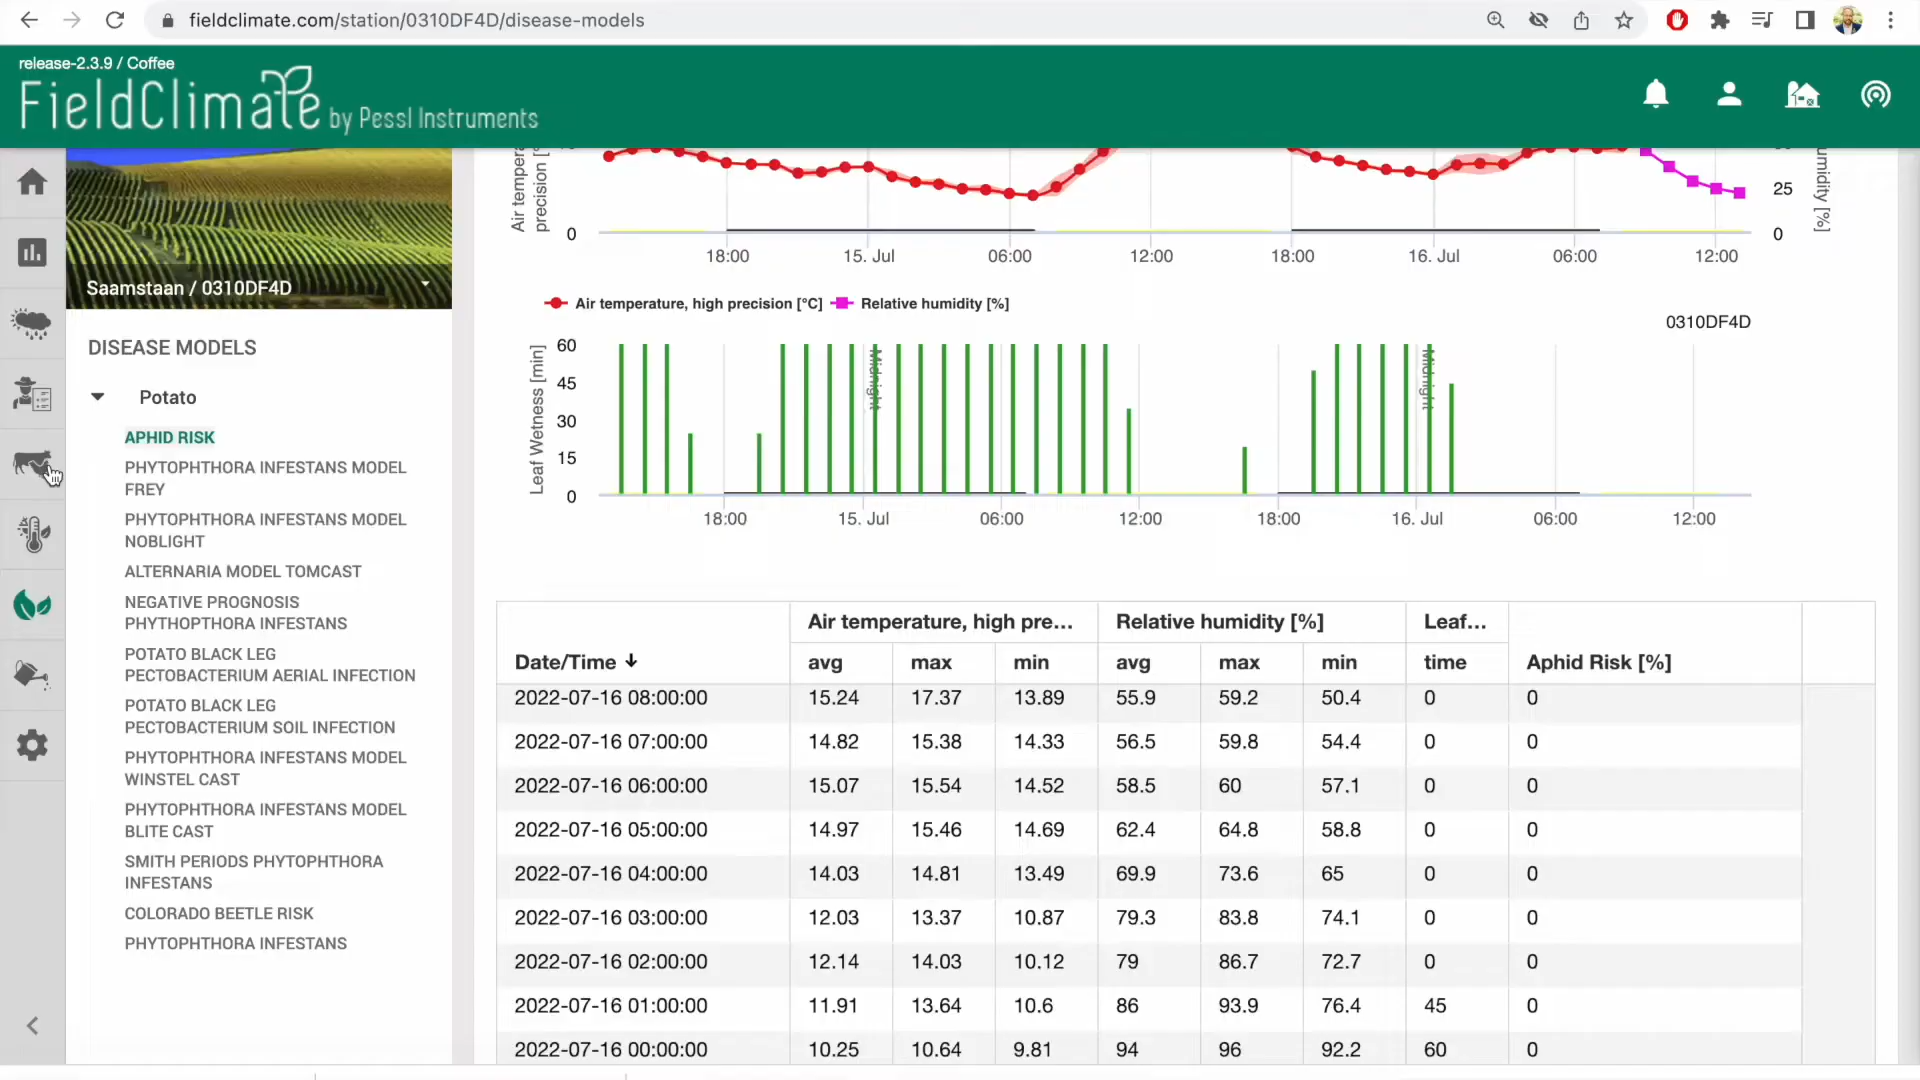 fieldclimate.com/station/0310DF4D/disease-models
release-2.3.9 / Coffee
FieldClimate by Pessl Instruments
Saamstaan / 0310DF4D
DISEASE MODELS
Potato
APHID RISK
PHYTOPHTHORA INFESTANS MODEL
FREY
PHYTOPHTHORA INFESTANS MODEL
NOBLIGHT
ALTERNARIA MODEL TOMCAST
NEGATIVE PROGNOSIS
PHYTHOPTHORA INFESTANS
POTATO BLACK LEG
PECTOBACTERIUM AERIAL INFECTION
POTATO BLACK LEG
PECTOBACTERIUM SOIL INFECTION
PHYTOPHTHORA INFESTANS MODEL
WINSTEL CAST
PHYTOPHTHORA INFESTANS MODEL
BLITE CAST
SMITH PERIODS PHYTOPHTHORA
INFESTANS
COLORADO BEETLE RISK
PHYTOPHTHORA INFESTANS
Air tempera
precision [
0
25
0
umidity [%]
18:00 15. Jul 06:00 12:00 18:00 16. Jul 06:00 12:00
Air temperature, high precision [°C] Relative humidity [%]
0310DF4D
Leaf Wetness [min]
60
45
30
15
0
Midnight Midnight
18:00 15. Jul 06:00 12:00 18:00 16. Jul 06:00 12:00
Air temperature, high pre... Relative humidity [%] Leaf...
Date/Time avg max min avg max min time Aphid Risk [%]
2022-07-16 08:00:00 15.24 17.37 13.89 55.9 59.2 50.4 0 0
2022-07-16 07:00:00 14.82 15.38 14.33 56.5 59.8 54.4 0 0
2022-07-16 06:00:00 15.07 15.54 14.52 58.5 60 57.1 0 0
2022-07-16 05:00:00 14.97 15.46 14.69 62.4 64.8 58.8 0 0
2022-07-16 04:00:00 14.03 14.81 13.49 69.9 73.6 65 0 0
2022-07-16 03:00:00 12.03 13.37 10.87 79.3 83.8 74.1 0 0
2022-07-16 02:00:00 12.14 14.03 10.12 79 86.7 72.7 0 0
2022-07-16 01:00:00 11.91 13.64 10.6 86 93.9 76.4 45 0
2022-07-16 00:00:00 10.25 10.64 9.81 94 96 92.2 60 0